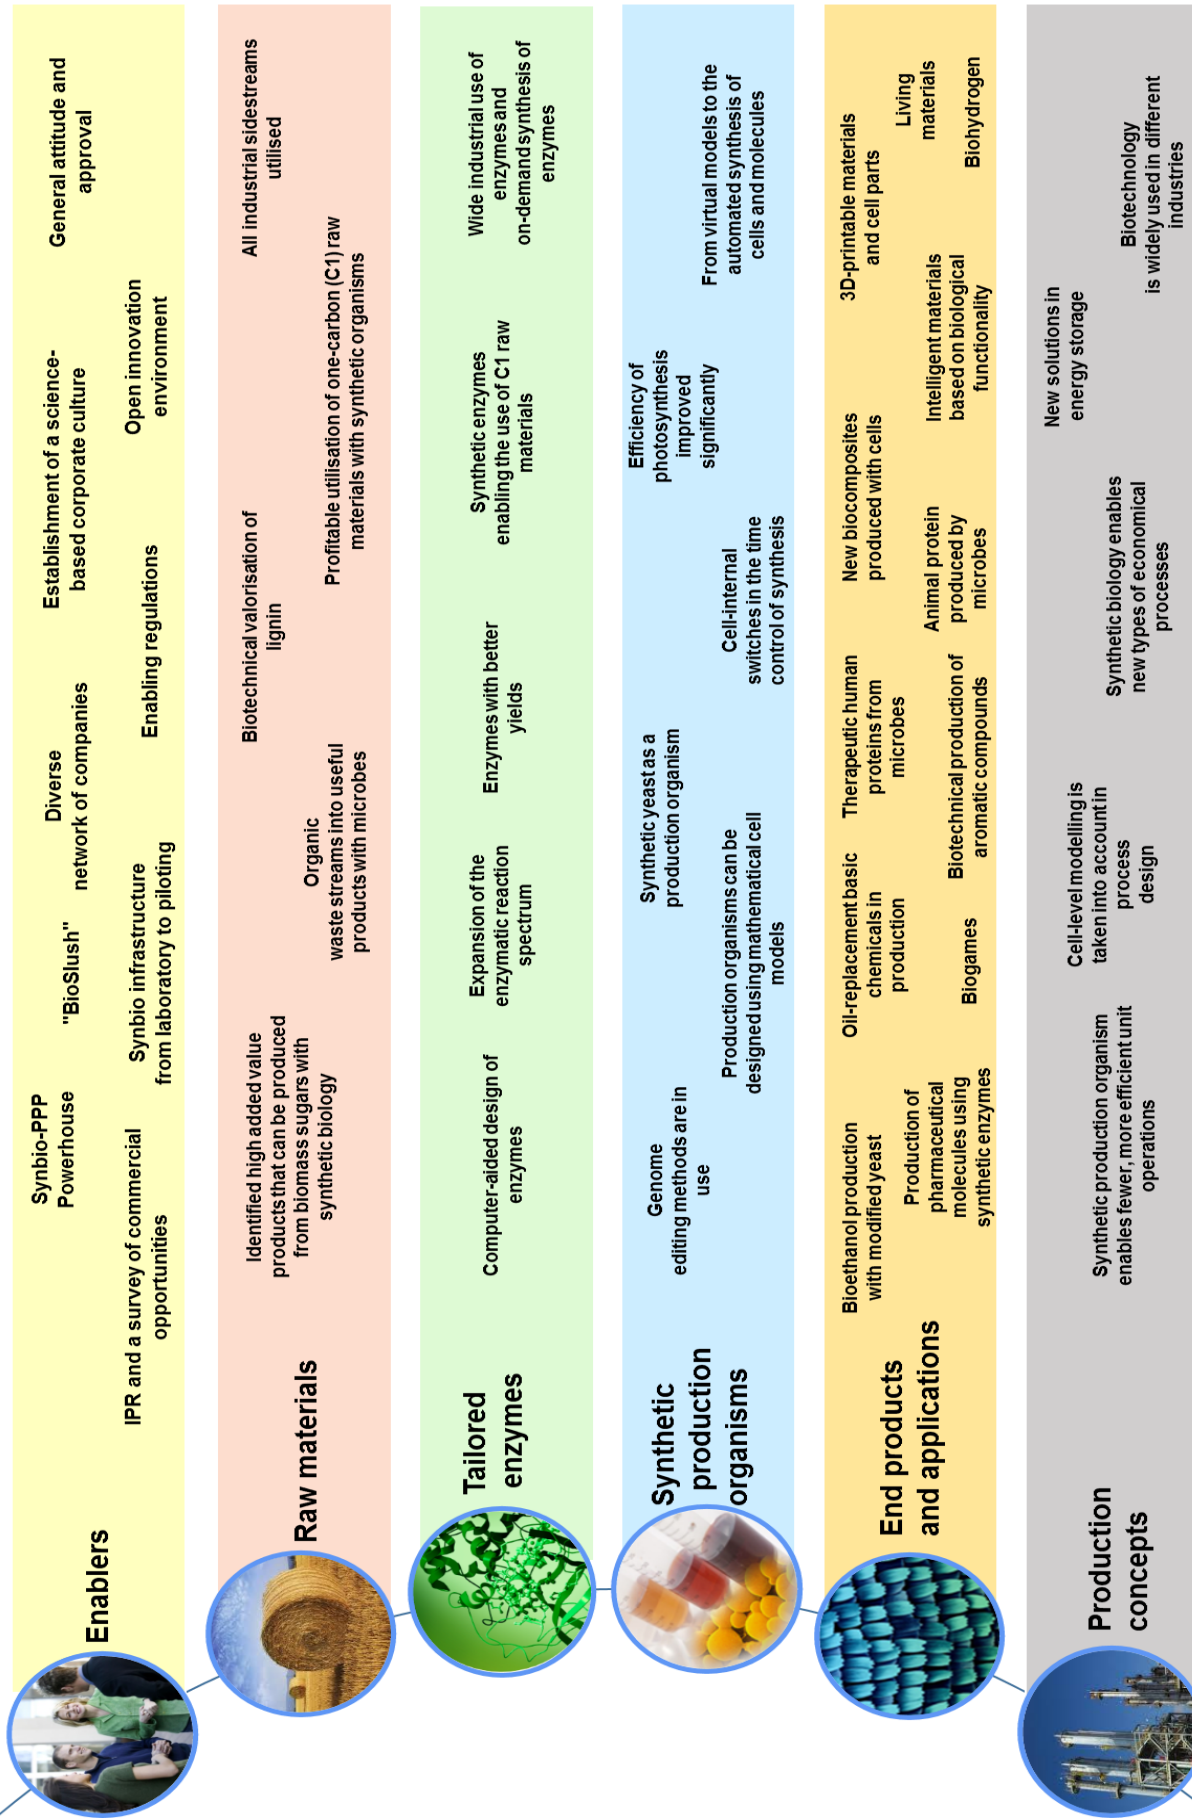 Enablers
IPR and a survey of commercial
opportunities
Synbio-PPP
Powerhouse
Synbio infrastructure
from laboratory to piloting
"BioSlush"
Diverse
network of companies
Enabling regulations
Establishment of a science-
based corporate culture
Open innovation
environment
General attitude and
approval
Raw materials
Identified high added value
products that can be produced
from biomass sugars with
synthetic biology
Organic
waste streams into useful
products with microbes
Biotechnical valorisation of
lignin
Profitable utilisation of one-carbon (C1) raw
materials with synthetic organisms
All industrial sidestreams
utilised
Tailored
enzymes
Computer-aided design of
enzymes
Expansion of the
enzymatic reaction
spectrum
Enzymes with better
yields
Synthetic enzymes
enabling the use of C1 raw
materials
Wide industrial use of
enzymes and
on-demand synthesis of
enzymes
Synthetic
production
organisms
Genome
editing methods are in
use
Production organisms can be
designed using mathematical cell
models
Synthetic yeast as a
production organism
Cell-internal
switches in the time
control of synthesis
Efficiency of
photosynthesis
improved
significantly
From virtual models to the
automated synthesis of
cells and molecules
End products
and applications
Bioethanol production
with modified yeast
Production of
pharmaceutical
molecules using
synthetic enzymes
Oil-replacement basic
chemicals in
production
Biogames
Therapeutic human
proteins from
microbes
Biotechnical production of
aromatic compounds
New biocomposites
produced with cells
Animal protein
produced by
microbes
3D-printable materials
and cell parts
Intelligent materials
based on biological
functionality
Living
materials
Biohydrogen
Production
concepts
Synthetic production organism
enables fewer, more efficient unit
operations
Cell-level modelling is
taken into account in
process
design
Synthetic biology enables
new types of economical
processes
New solutions in
energy storage
Biotechnology
is widely used in different
industries